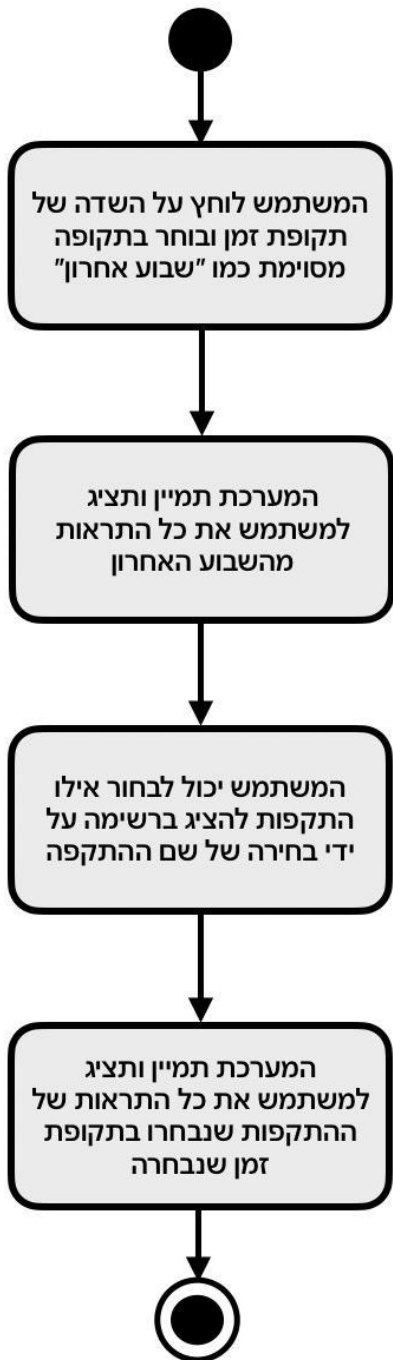 המשתמש לוחץ על השדה של
תקופת זמן ובוחר בתקופה
מסוימת כמו "שבוע אחרון"
המערכת תמיין ותציג
למשתמש את כל התראות
מהשבוע האחרון
המשתמש יכול לבחור אילו
התקפות להציג ברשימה על
ידי בחירה של שם ההתקפה
המערכת תמיין ותציג
למשתמש את כל התראות של
ההתקפות שנבחרו בתקופת
זמן שנבחרה